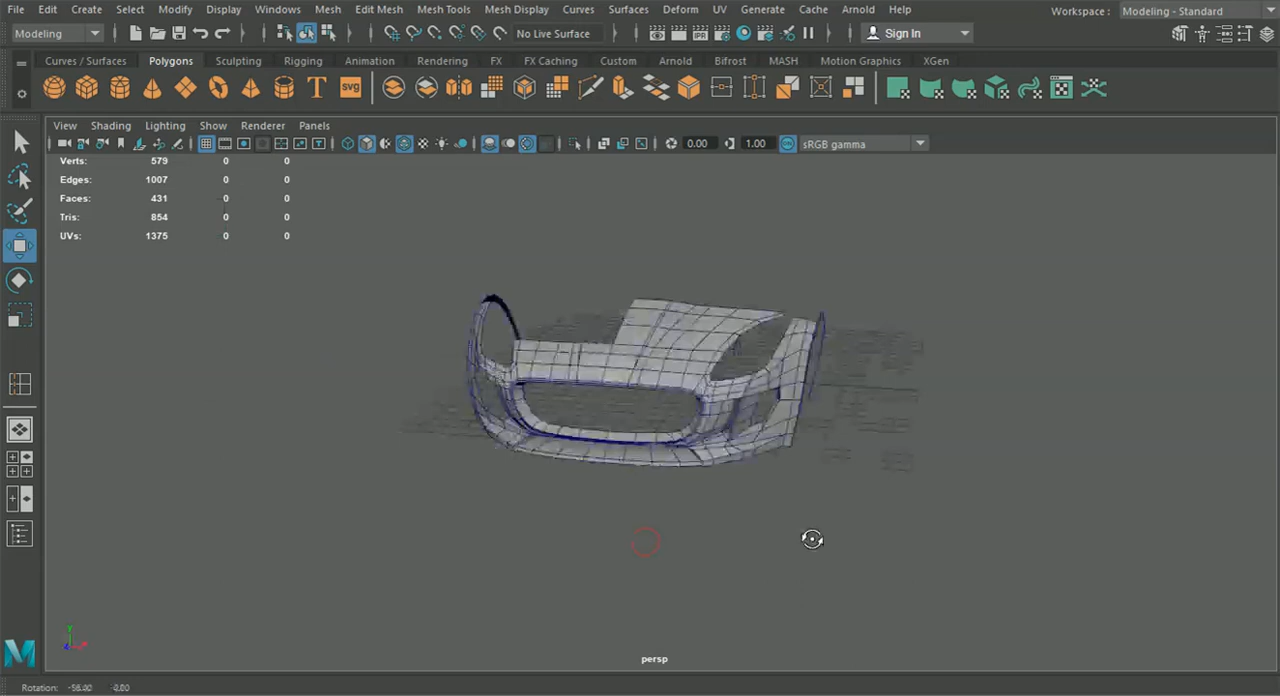 File Edit Create Select Modify Display Windows Mesh Edit Mesh Mesh Tools Mesh Display Curves Surfaces Deform UV Generate Cache Arnold Help Workspace : Modeling - Standard
Modeling No Live Surface Sign In
Curves / Surfaces Polygons Sculpting Rigging Animation Rendering FX FX Caching Custom Arnold Bifrost MASH Motion Graphics XGen
T SVG
View Shading Lighting Show Renderer Panels
0.00 1.00 sRGB gamma
Verts: 579 0 0
Edges: 1007 0 0
Faces: 431 0 0
Tris: 854 0 0
UVs: 1375 0 0
persp
M
Rotation: